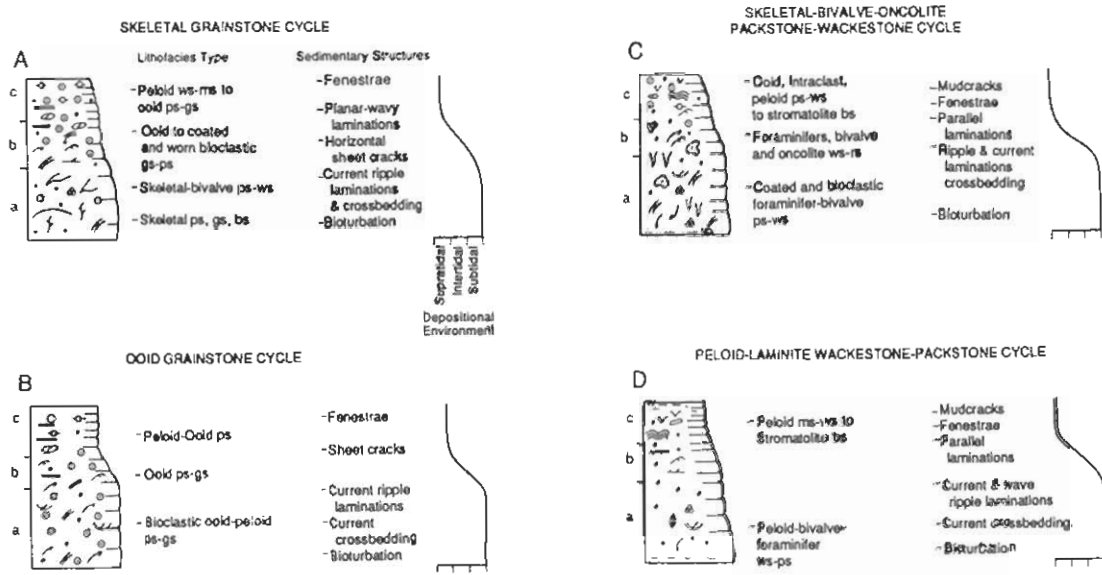 SKELETAL GRAINSTONE CYCLE
A
Lithofacies Type
Sedimentary Structures
c
b
a
-Peloid ws-ms to
ooid ps-gs
-Ooid to coated
and worn bioclastic
gs-ps
-Skeletal-bivalve ps-ws
-Skeletal ps, gs, bs
-Fenestrae
-Planar-wavy
laminations
-Horizontal
sheet cracks
-Current ripple
laminations
& crossbedding
-Bioturbation
Supratidal
Intertidal
Subtidal
Depositional
Environment
OOID GRAINSTONE CYCLE
B
c
b
a
-Peloid-Ooid ps
-Ooid ps-gs
-Bioclastic ooid-peloid
ps-gs
-Fenestrae
-Sheet cracks
-Current ripple
laminations
-Current
crossbedding
-Bioturbation
SKELETAL-BIVALVE-ONCOLITE
PACKSTONE-WACKESTONE CYCLE
C
c
b
a
-Ooid, Intraclast,
peloid ps-ws
to stromatolite bs
-Foraminifers, bivalve
and oncolite ws-rs
-Coated and bioclastic
foraminifer-bivalve
ps-ws
-Mudcracks
-Fenestrae
-Parallel
laminations
-Ripple & current
laminations
crossbedding
-Bioturbation
PELOID-LAMINITE WACKESTONE-PACKSTONE CYCLE
D
c
b
a
-Peloid ms-ws to
Stromatolite bs
-Peloid-bivalve-
foraminifer
ws-ps
-Mudcracks
-Fenestrae
-Parallel
laminations
-Current & wave
ripple laminations
-Current crossbedding
-Bioturbation